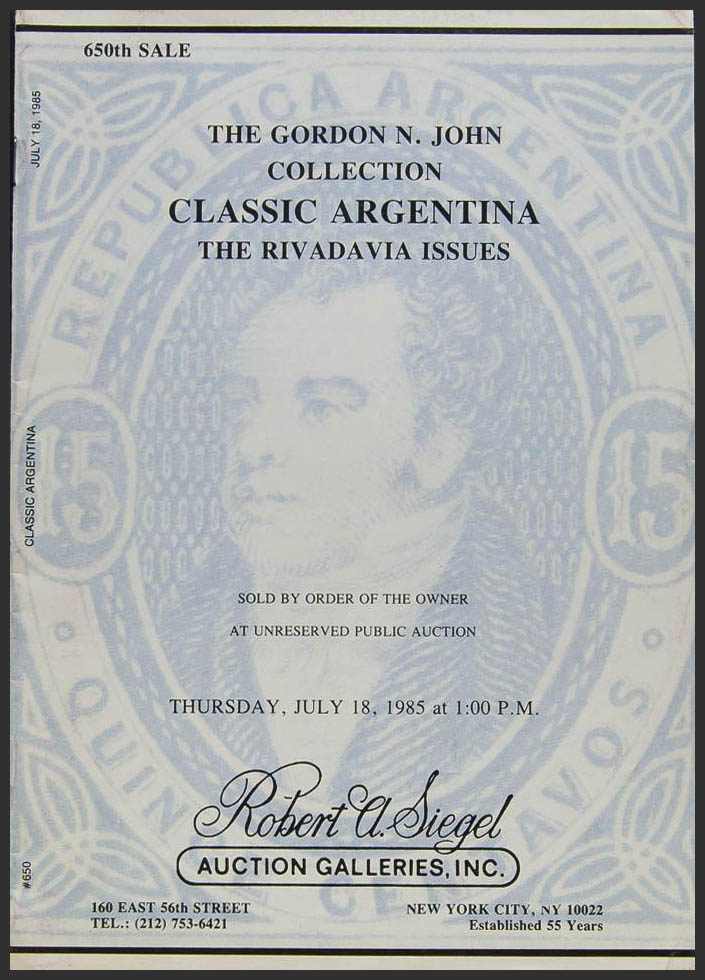 650th SALE
JULY 18, 1985
THE GORDON N. JOHN
COLLECTION
CLASSIC ARGENTINA
THE RIVADAVIA ISSUES
REPUBLICA ARGENTINA
15
15
CLASSIC ARGENTINA
SOLD BY ORDER OF THE OWNER
AT UNRESERVED PUBLIC AUCTION
THURSDAY, JULY 18, 1985 at 1:00 P.M.
Robert A. Siegel
AUCTION GALLERIES, INC.
#650
160 EAST 56th STREET
NEW YORK CITY, NY 10022
TEL.: (212) 753-6421
Established 55 Years